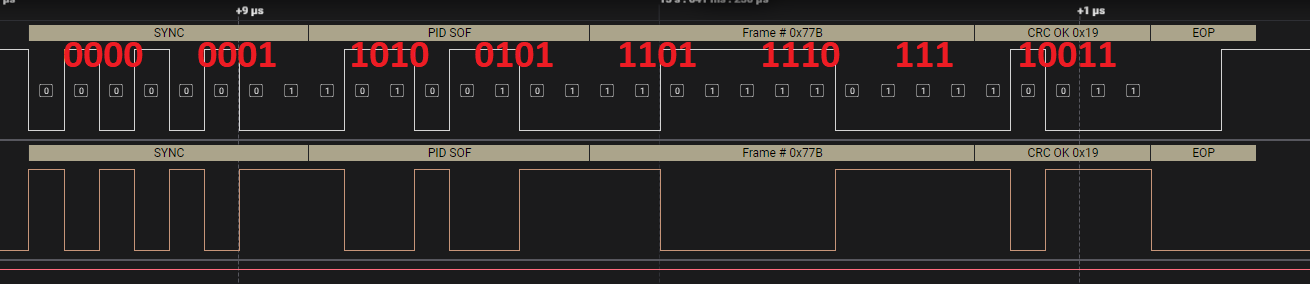 µs +9 µs +1 µs
SYNC PID SOF Frame # 0x77B CRC OK 0x19 EOP
0000 0001 1010 0101 1101 1110 111 10011
0 0 0 0 0 0 0 1 1 0 1 0 0 1 0 1 1 1 0 1 1 1 1 0 1 1 1 1 0 0 1 1
SYNC PID SOF Frame # 0x77B CRC OK 0x19 EOP